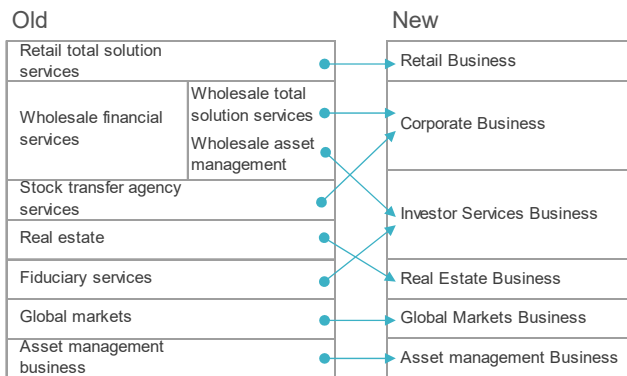 Old
Retail total solution
services
Wholesale financial
services
Wholesale total
solution services
Wholesale asset
management
Stock transfer agency
services
Real estate
Fiduciary services
Global markets
Asset management
business
New
Retail Business
Corporate Business
Investor Services Business
Real Estate Business
Global Markets Business
Asset management Business